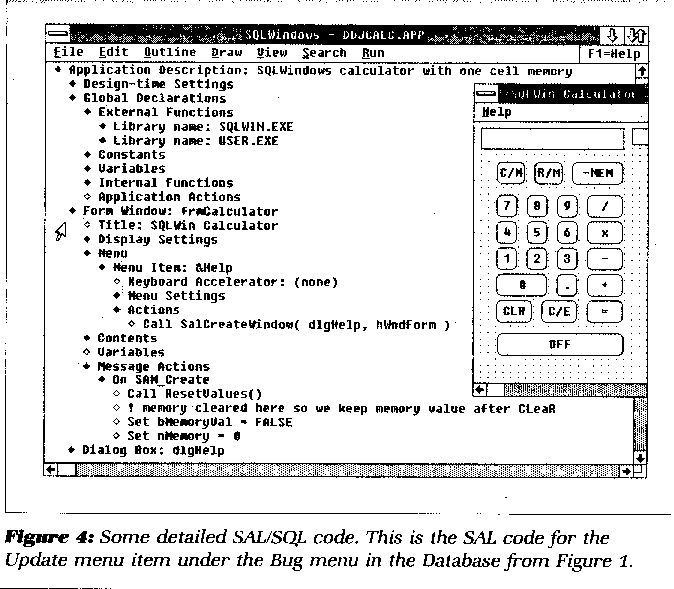 SQLWindows - DDJCALC.APP
File Edit Outline Draw View Search Run F1=Help
Application Description: SQLWindows calculator with one cell memory
Design-time Settings
Global Declarations
External Functions
Library name: SQLWIN.EXE
Library name: USER.EXE
Constants
Variables
Internal Functions
Application Actions
Form Window: frmCalculator
Title: SQLWin Calculator
Display Settings
Menu
Menu Item: &Help
Keyboard Accelerator: (none)
Menu Settings
Actions
Call SalCreateWindow( dlgHelp, hWndForm )
Contents
Variables
Message Actions
On SAM_Create
Call ResetValues()
! memory cleared here so we keep memory value after CLeaR
Set bMemoryVal = FALSE
Set nMemory = 0
Dialog Box: dlgHelp
SQLWin Calculator
Help
C/M R/M -MEM
7 8 9 /
4 5 6 x
1 2 3 -
0 . +
CLR C/E =
OFF
Figure 4: Some detailed SAL/SQL code. This is the SAL code for the
Update menu item under the Bug menu in the Database from Figure 1.